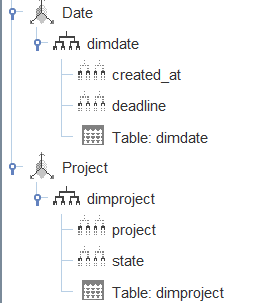 Date
dimdate
created_at
deadline
Table: dimdate
Project
dimproject
project
state
Table: dimproject